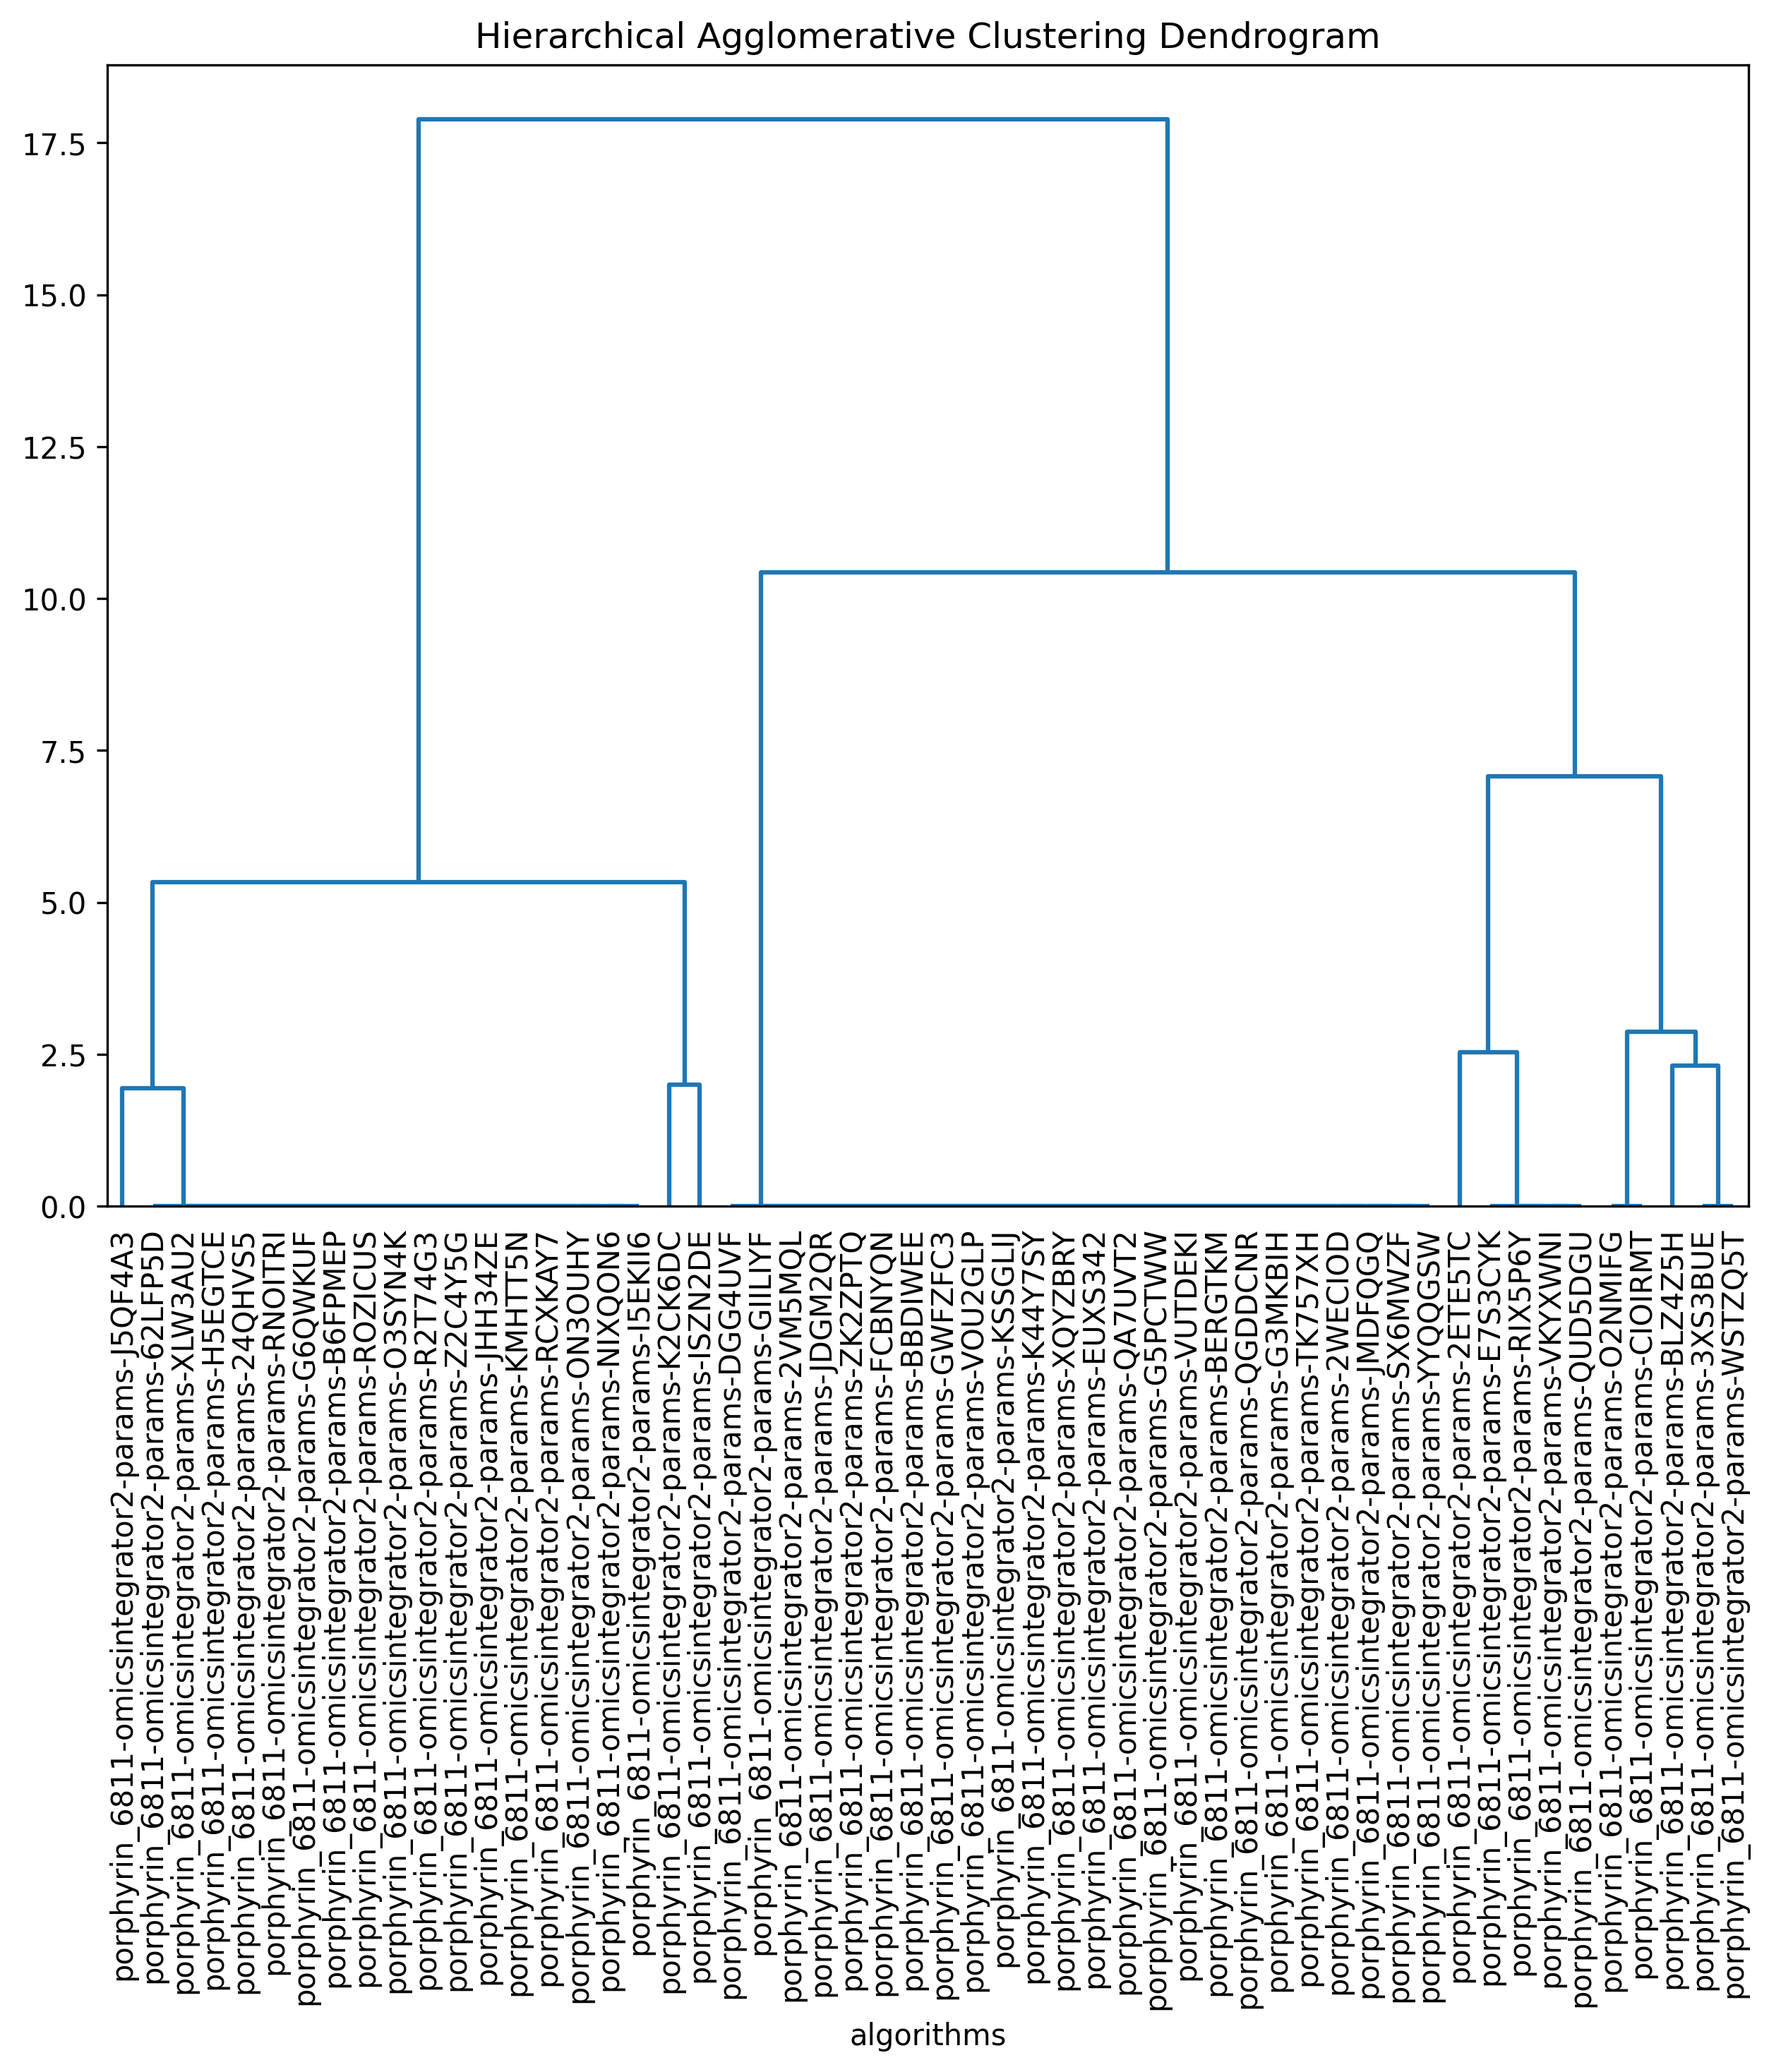 Hierarchical Agglomerative Clustering Dendrogram
17.5
15.0
12.5
10.0
7.5
5.0
2.5
0.0
porphyrin_6811-omicsintegrator2-params-J5QF4A3
porphyrin_6811-omicsintegrator2-params-62LFP5D
porphyrin_6811-omicsintegrator2-params-XLW3AU2
porphyrin_6811-omicsintegrator2-params-H5EGTCE
porphyrin_6811-omicsintegrator2-params-24QHVS5
porphyrin_6811-omicsintegrator2-params-RNOITRI
porphyrin_6811-omicsintegrator2-params-G6QWKUF
porphyrin_6811-omicsintegrator2-params-B6FPMEP
porphyrin_6811-omicsintegrator2-params-ROZICUS
porphyrin_6811-omicsintegrator2-params-O3SYN4K
porphyrin_6811-omicsintegrator2-params-R2T74G3
porphyrin_6811-omicsintegrator2-params-Z2C4Y5G
porphyrin_6811-omicsintegrator2-params-JHH34ZE
porphyrin_6811-omicsintegrator2-params-KMHTT5N
porphyrin_6811-omicsintegrator2-params-RCXKAY7
porphyrin_6811-omicsintegrator2-params-ON3OUHY
porphyrin_6811-omicsintegrator2-params-NIXQON6
porphyrin_6811-omicsintegrator2-params-I5EKII6
porphyrin_6811-omicsintegrator2-params-K2CK6DC
porphyrin_6811-omicsintegrator2-params-ISZN2DE
porphyrin_6811-omicsintegrator2-params-DGG4UVF
porphyrin_6811-omicsintegrator2-params-GIILIYF
porphyrin_6811-omicsintegrator2-params-2VM5MQL
porphyrin_6811-omicsintegrator2-params-JDGM2QR
porphyrin_6811-omicsintegrator2-params-ZK2ZPTQ
porphyrin_6811-omicsintegrator2-params-FCBNYQN
porphyrin_6811-omicsintegrator2-params-BBDIWEE
porphyrin_6811-omicsintegrator2-params-GWFZFC3
porphyrin_6811-omicsintegrator2-params-VOU2GLP
porphyrin_6811-omicsintegrator2-params-KSSGLIJ
porphyrin_6811-omicsintegrator2-params-K44Y7SY
porphyrin_6811-omicsintegrator2-params-XQYZBRY
porphyrin_6811-omicsintegrator2-params-EUXS342
porphyrin_6811-omicsintegrator2-params-QA7UVT2
porphyrin_6811-omicsintegrator2-params-G5PCTWW
porphyrin_6811-omicsintegrator2-params-VUTDEKI
porphyrin_6811-omicsintegrator2-params-BERGTKM
porphyrin_6811-omicsintegrator2-params-QGDDCNR
porphyrin_6811-omicsintegrator2-params-G3MKBIH
porphyrin_6811-omicsintegrator2-params-TK757XH
porphyrin_6811-omicsintegrator2-params-2WECIOD
porphyrin_6811-omicsintegrator2-params-JMDFQGQ
porphyrin_6811-omicsintegrator2-params-SX6MWZF
porphyrin_6811-omicsintegrator2-params-YYQQGSW
porphyrin_6811-omicsintegrator2-params-2ETE5TC
porphyrin_6811-omicsintegrator2-params-E7S3CYK
porphyrin_6811-omicsintegrator2-params-RIX5P6Y
porphyrin_6811-omicsintegrator2-params-VKYXWNI
porphyrin_6811-omicsintegrator2-params-QUD5DGU
porphyrin_6811-omicsintegrator2-params-O2NMIFG
porphyrin_6811-omicsintegrator2-params-CIOIRMT
porphyrin_6811-omicsintegrator2-params-BLZ4Z5H
porphyrin_6811-omicsintegrator2-params-3XS3BUE
porphyrin_6811-omicsintegrator2-params-WSTZQ5T
algorithms